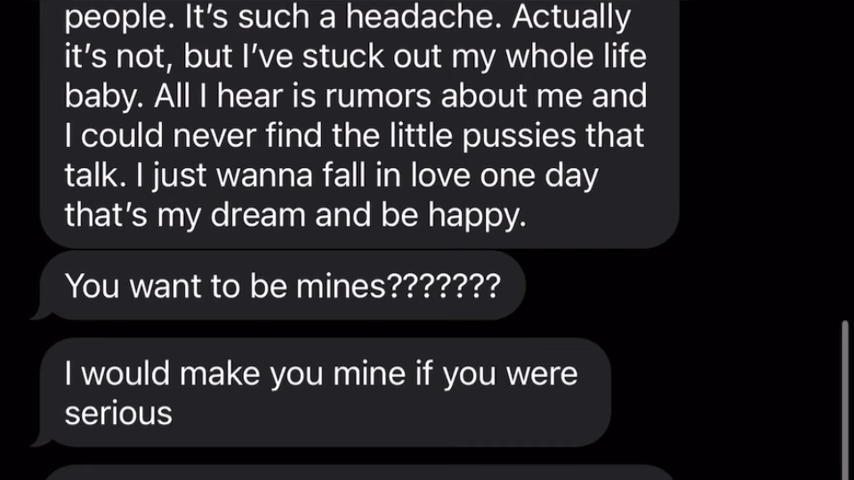 people. It’s such a headache. Actually
it’s not, but I’ve stuck out my whole life
baby. All I hear is rumors about me and
I could never find the little pussies that
talk. I just wanna fall in love one day
that’s my dream and be happy.
You want to be mines???????
I would make you mine if you were
serious